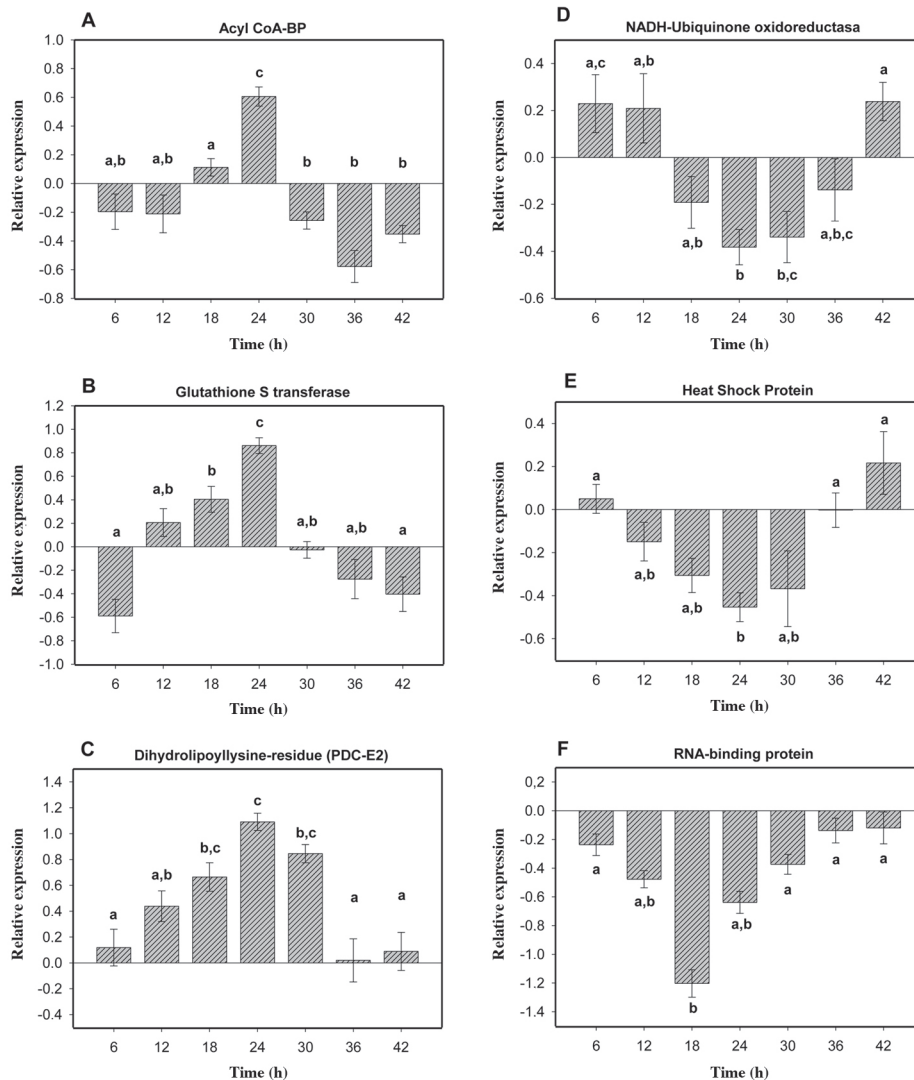 A
Acyl CoA-BP
Relative expression
1.0
0.8
0.6
0.4
0.2
0.0
-0.2
-0.4
-0.6
-0.8
a,b
a,b
a
c
b
b
b
6 12 18 24 30 36 42
Time (h)
B
Glutathione S transferase
Relative expression
1.2
1.0
0.8
0.6
0.4
0.2
0.0
-0.2
-0.4
-0.6
-0.8
-1.0
a
a,b
b
c
a,b
a,b
a
6 12 18 24 30 36 42
Time (h)
C
Dihydrolipoyllysine-residue (PDC-E2)
Relative expression
1.4
1.2
1.0
0.8
0.6
0.4
0.2
0.0
-0.2
-0.4
a
a,b
b,c
c
b,c
a
a
6 12 18 24 30 36 42
Time (h)
D
NADH-Ubiquinone oxidoreductasa
Relative expression
0.4
0.2
0.0
-0.2
-0.4
-0.6
a,c
a,b
a,b
b
b,c
a,b,c
a
6 12 18 24 30 36 42
Time (h)
E
Heat Shock Protein
Relative expression
0.4
0.2
0.0
-0.2
-0.4
-0.6
a
a,b
a,b
b
a,b
a
a
6 12 18 24 30 36 42
Time (h)
F
RNA-binding protein
Relative expression
0,2
0.0
-0.2
-0.4
-0.6
-0.8
-1.0
-1.2
-1.4
a
a,b
b
a,b
a
a
a
6 12 18 24 30 36 42
Time (h)